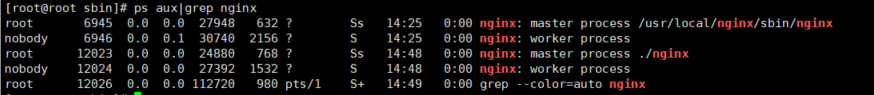 [root@root sbin]# ps aux|grep nginx
root 6945 0.0 0.0 27948 632 ? Ss 14:25 0:00 nginx: master process /usr/local/nginx/sbin/nginx
nobody 6946 0.0 0.1 30740 2156 ? S 14:25 0:00 nginx: worker process
root 12023 0.0 0.0 24880 768 ? Ss 14:48 0:00 nginx: master process ./nginx
nobody 12024 0.0 0.0 27392 1532 ? S 14:48 0:00 nginx: worker process
root 12026 0.0 0.0 112720 980 pts/1 S+ 14:49 0:00 grep --color=auto nginx